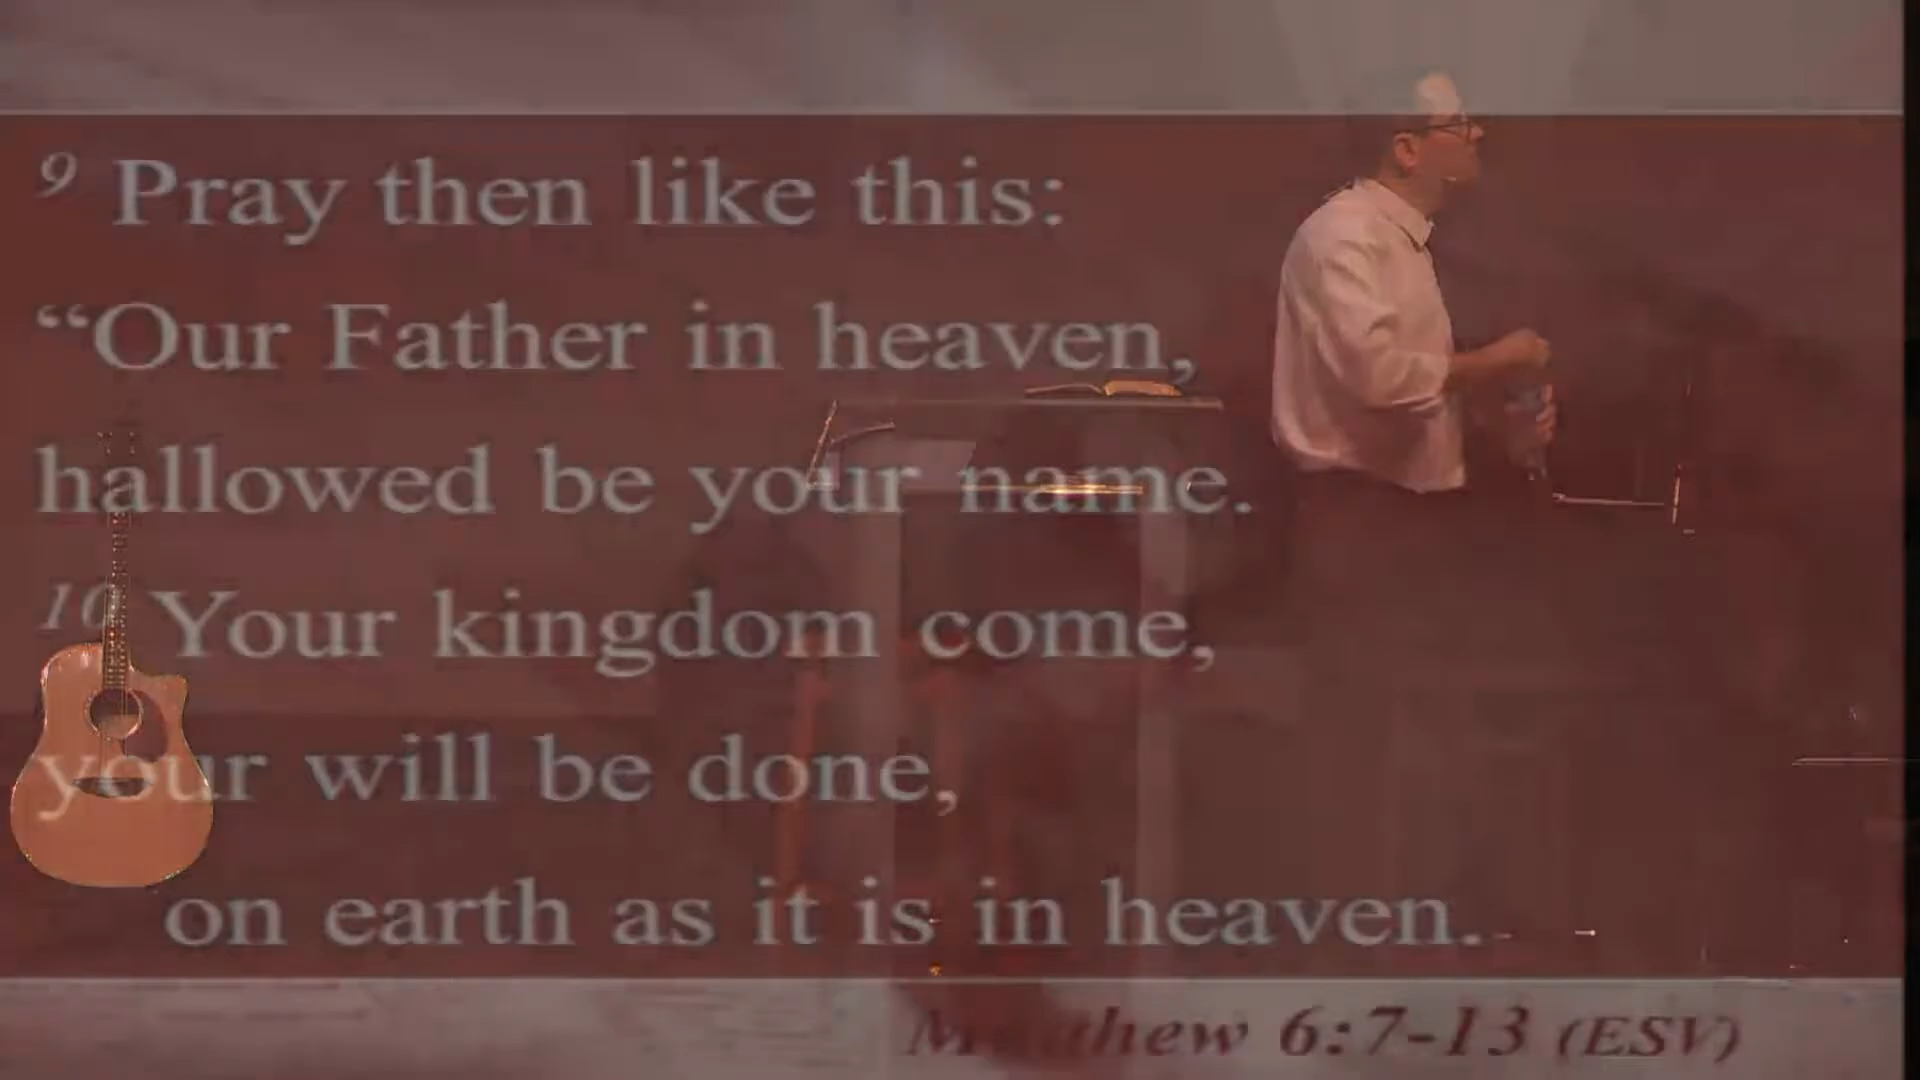 9 Pray then like this:
“Our Father in heaven,
hallowed be your name.
10 Your kingdom come,
your will be done,
on earth as it is in heaven.
Matthew 6:7-13 (ESV)